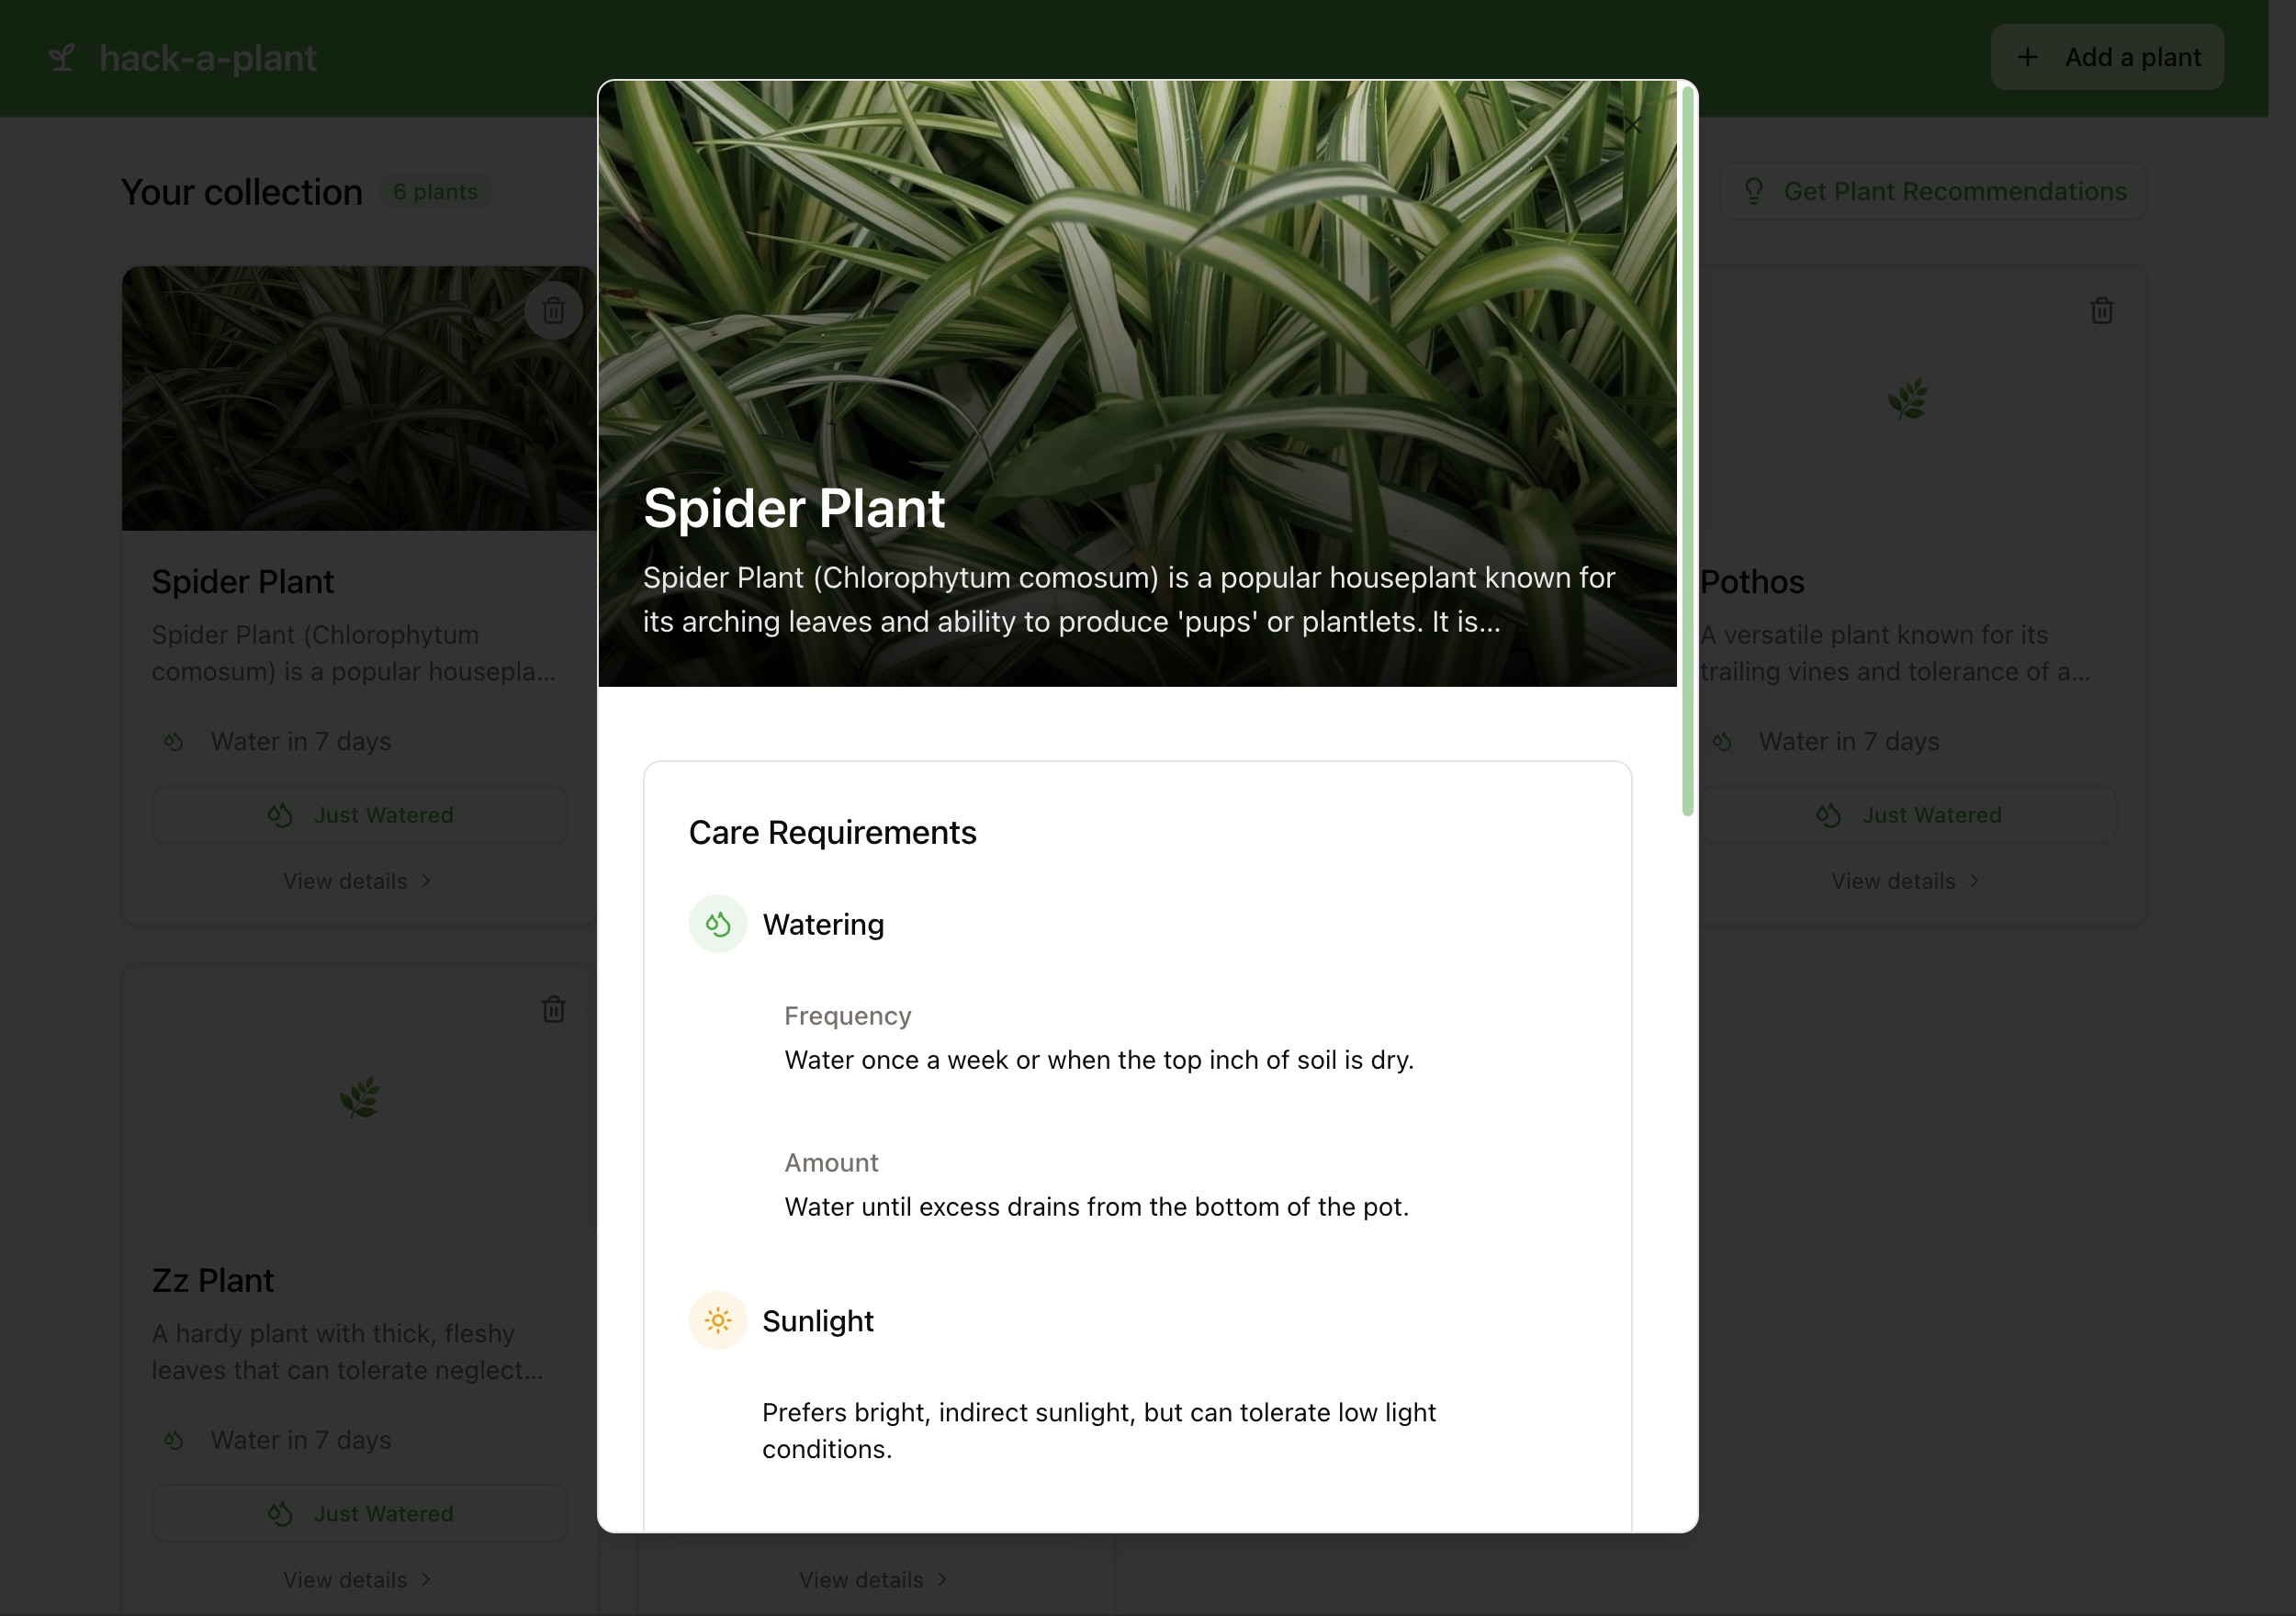 hack-a-plant
Add a plant
Your collection
6 plants
Get Plant Recommendations
Spider Plant
Spider Plant (Chlorophytum
comosum) is a popular housepla...
Water in 7 days
Just Watered
View details
Zz Plant
A hardy plant with thick, fleshy
leaves that can tolerate neglect...
Water in 7 days
Just Watered
View details
Spider Plant
Spider Plant (Chlorophytum comosum) is a popular houseplant known for
its arching leaves and ability to produce 'pups' or plantlets. It is...
Care Requirements
Watering
Frequency
Water once a week or when the top inch of soil is dry.
Amount
Water until excess drains from the bottom of the pot.
Sunlight
Prefers bright, indirect sunlight, but can tolerate low light
conditions.
View details
Pothos
A versatile plant known for its
trailing vines and tolerance of a...
Water in 7 days
Just Watered
View details